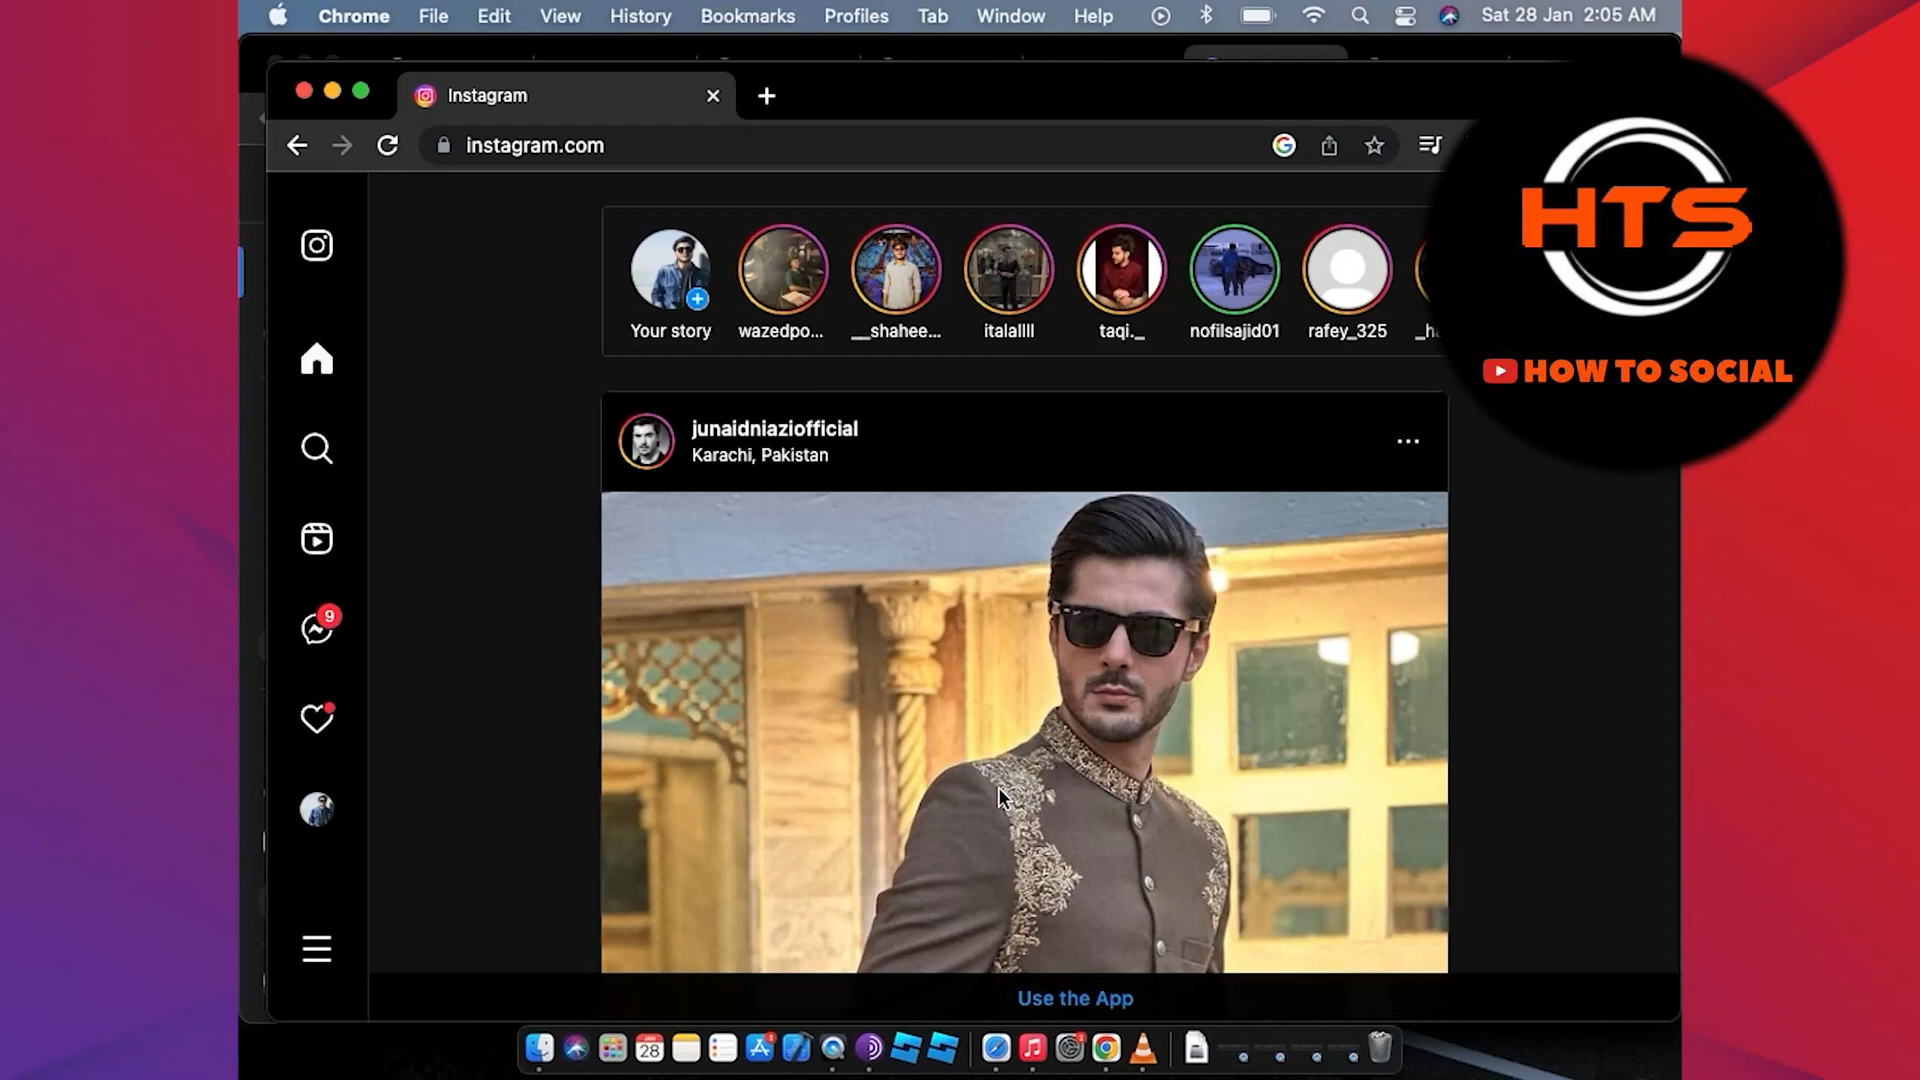 Chrome File Edit View History Bookmarks Profiles Tab Window Help Sat 28 Jan 2:05 AM
Instagram
instagram.com
HTS
HOW TO SOCIAL
Your story wazedpo... __shahee... italallll taqi._ nofilsajid01 rafey_325
junaidniaziofficial
Karachi, Pakistan
9
Use the App
JAN
28